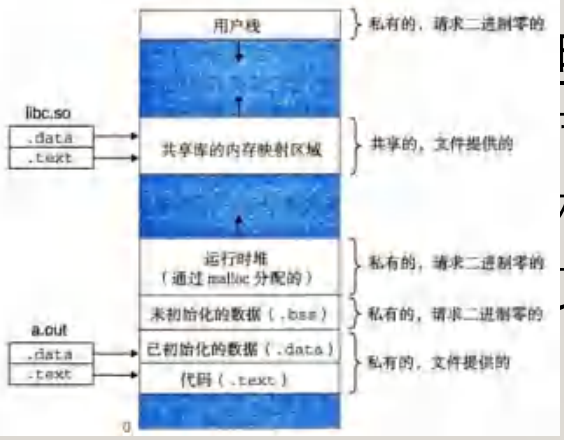 用户栈
私有的，请求二进制零的
libc.so
.data
.text
共享库的内存映射区域
共享的，文件提供的
运行时堆
（通过 malloc 分配的）
私有的，请求二进制零的
未初始化的数据（.bss）
私有的，请求二进制零的
a.out
.data
.text
已初始化的数据（.data）
代码（.text）
私有的，文件提供的
0